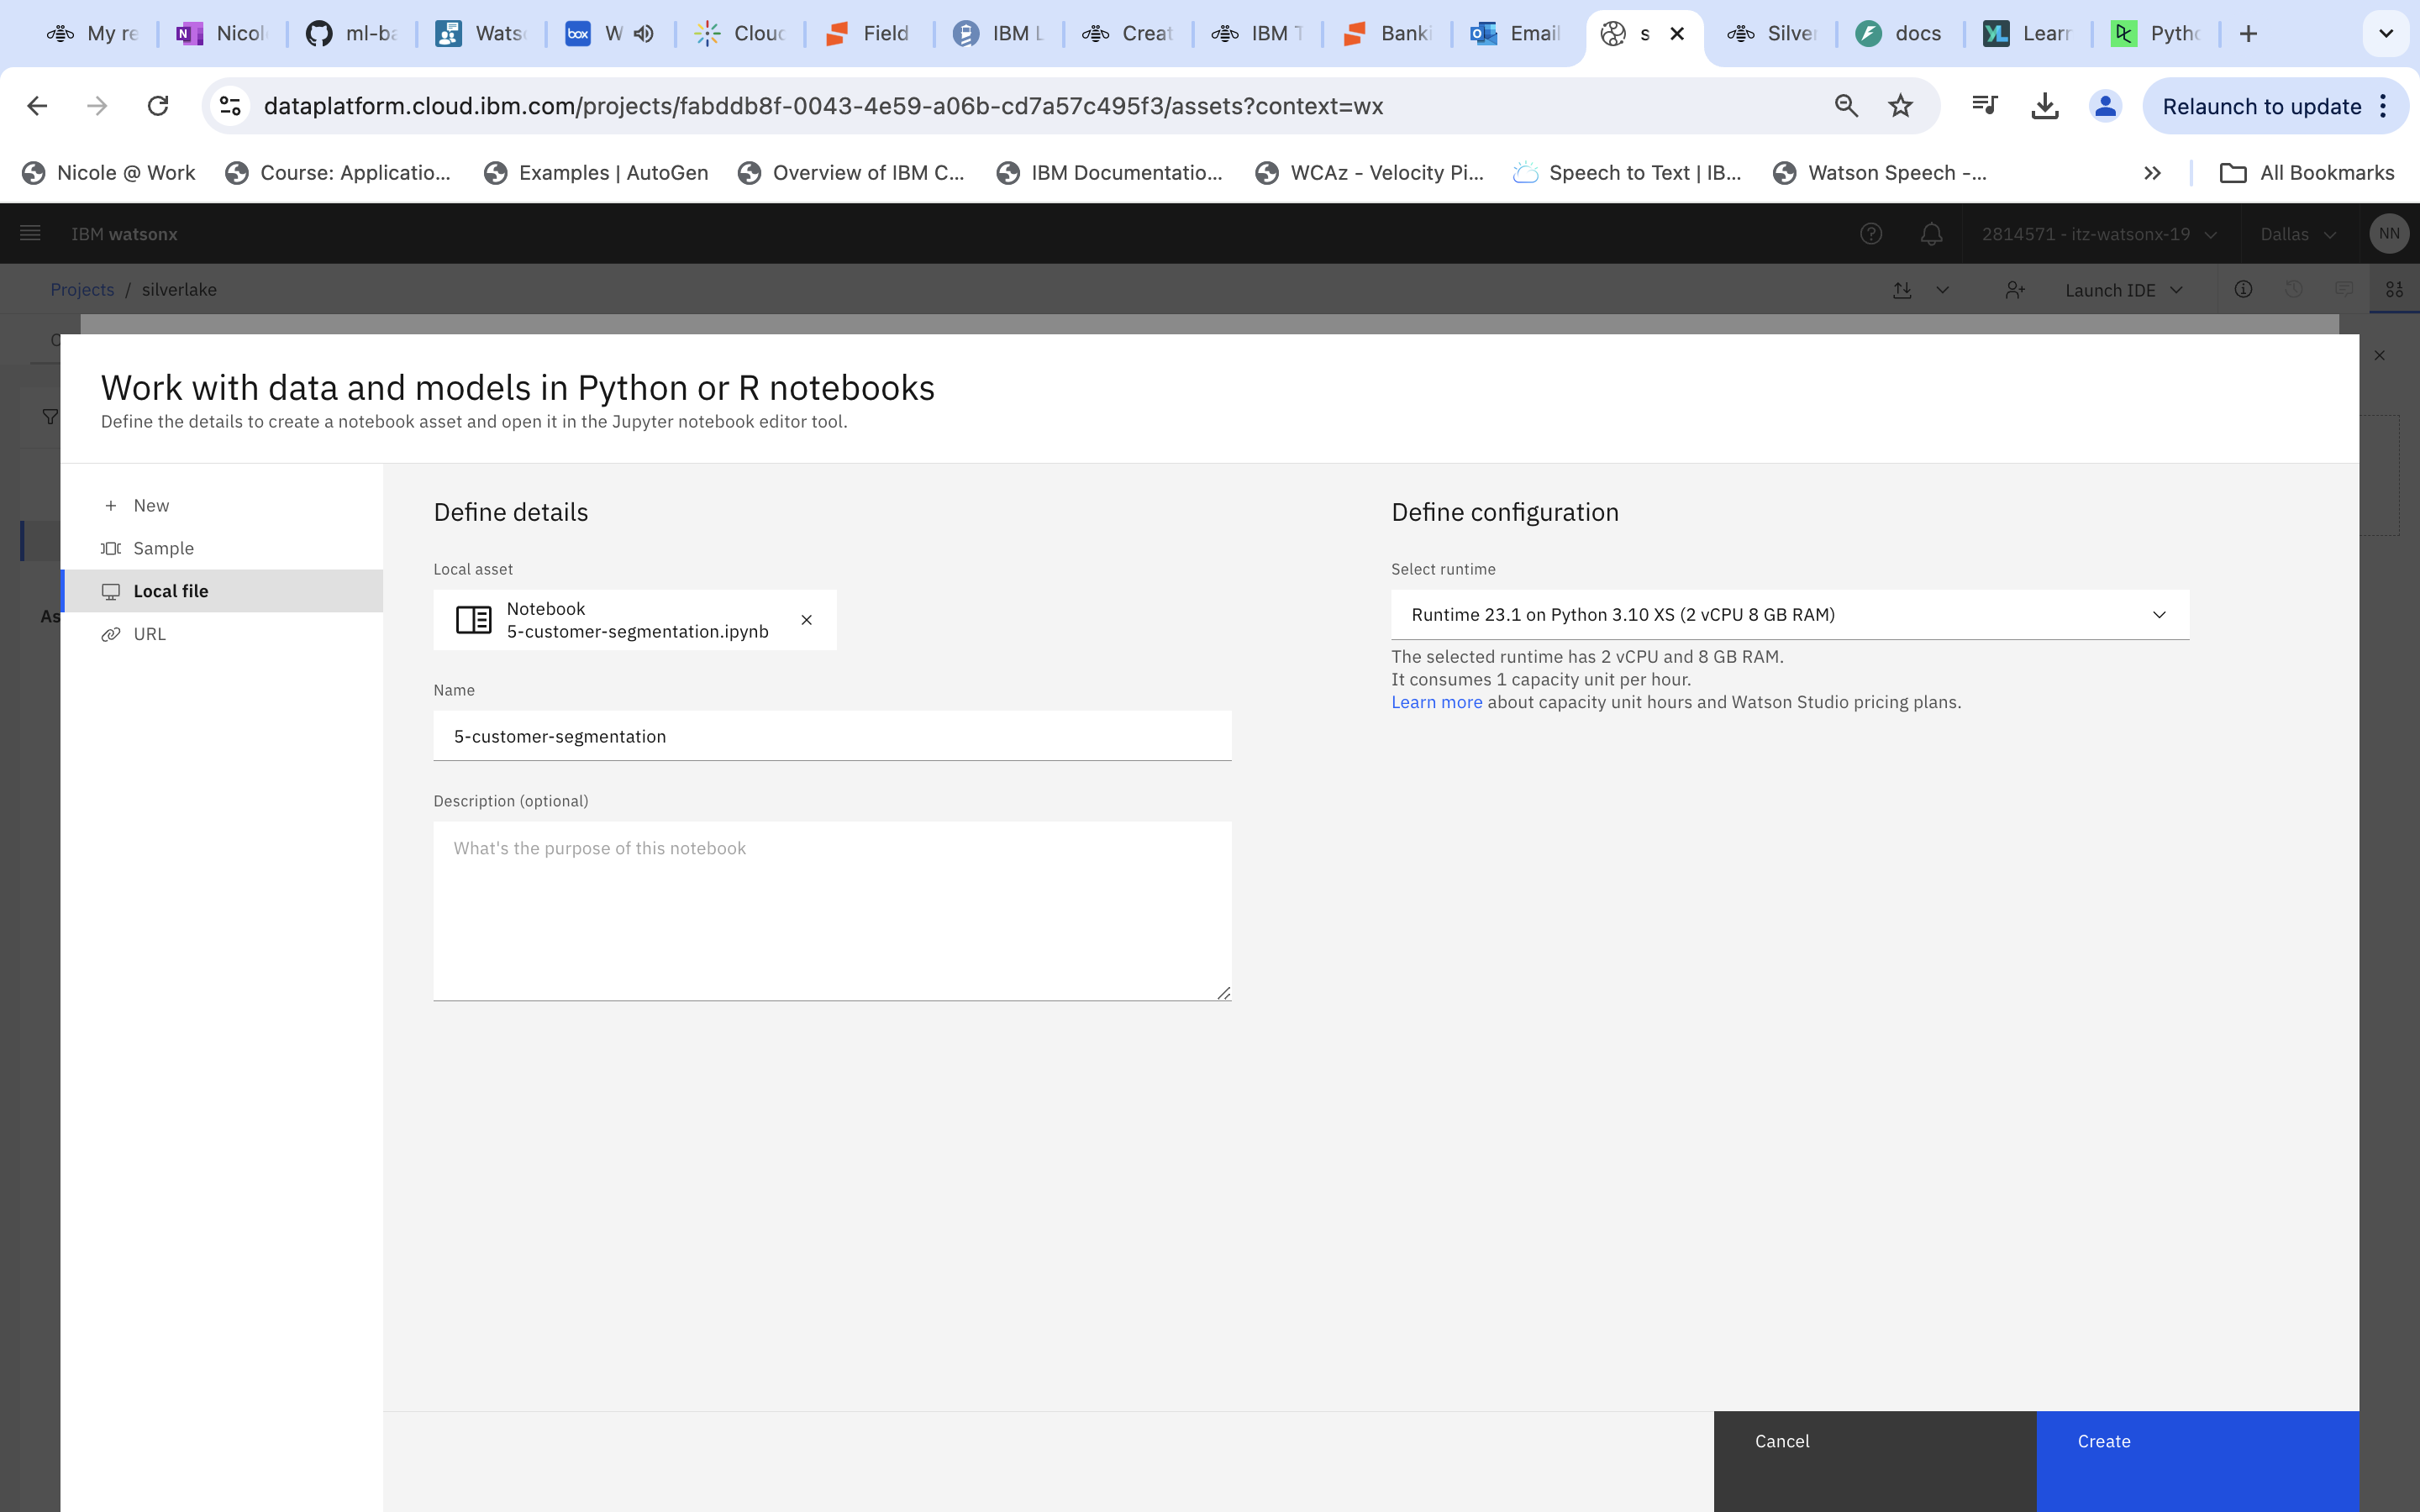 My re
Nicol
ml-ba
Wats
W
Cloud
Field
IBM L
Creat
IBM T
Banki
Email
s
Silver
docs
Learn
Pytho
dataplatform.cloud.ibm.com/projects/fabddb8f-0043-4e59-a06b-cd7a57c495f3/assets?context=wx
Relaunch to update
Nicole @ Work
Course: Applicatio...
Examples | AutoGen
Overview of IBM C...
IBM Documentatio...
WCAz - Velocity Pi...
Speech to Text | IB...
Watson Speech -...
All Bookmarks
IBM watsonx
2814571 - itz-watsonx-19
Dallas
NN
Projects / silverlake
Launch IDE
Work with data and models in Python or R notebooks
Define the details to create a notebook asset and open it in the Jupyter notebook editor tool.
New
Sample
Local file
URL
As
Define details
Local asset
Notebook
5-customer-segmentation.ipynb
Name
5-customer-segmentation
Description (optional)
What's the purpose of this notebook
Define configuration
Select runtime
Runtime 23.1 on Python 3.10 XS (2 vCPU 8 GB RAM)
The selected runtime has 2 vCPU and 8 GB RAM.
It consumes 1 capacity unit per hour.
Learn more about capacity unit hours and Watson Studio pricing plans.
Cancel
Create